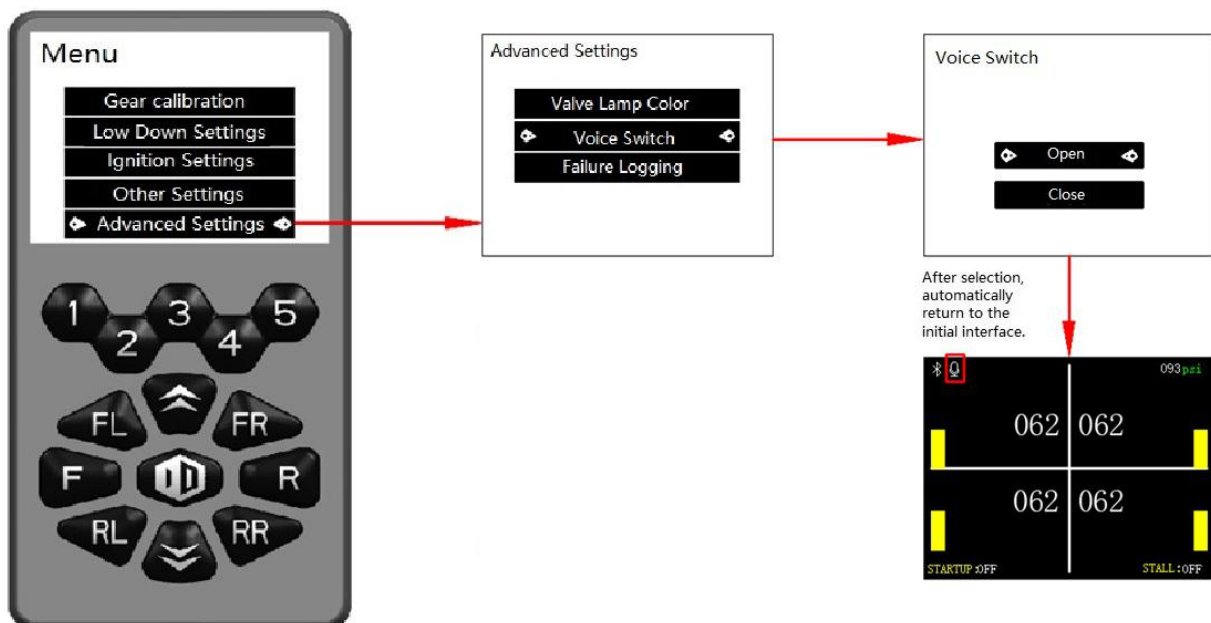 Menu
Gear calibration
Low Down Settings
Ignition Settings
Other Settings
Advanced Settings
1
2
3
4
5
FL
FR
F
R
RL
RR
Advanced Settings
Valve Lamp Color
Voice Switch
Failure Logging
Voice Switch
Open
Close
After selection,
automatically
return to the
initial interface.
093psi
062 062
062 062
STARTUP:OFF STALL:OFF